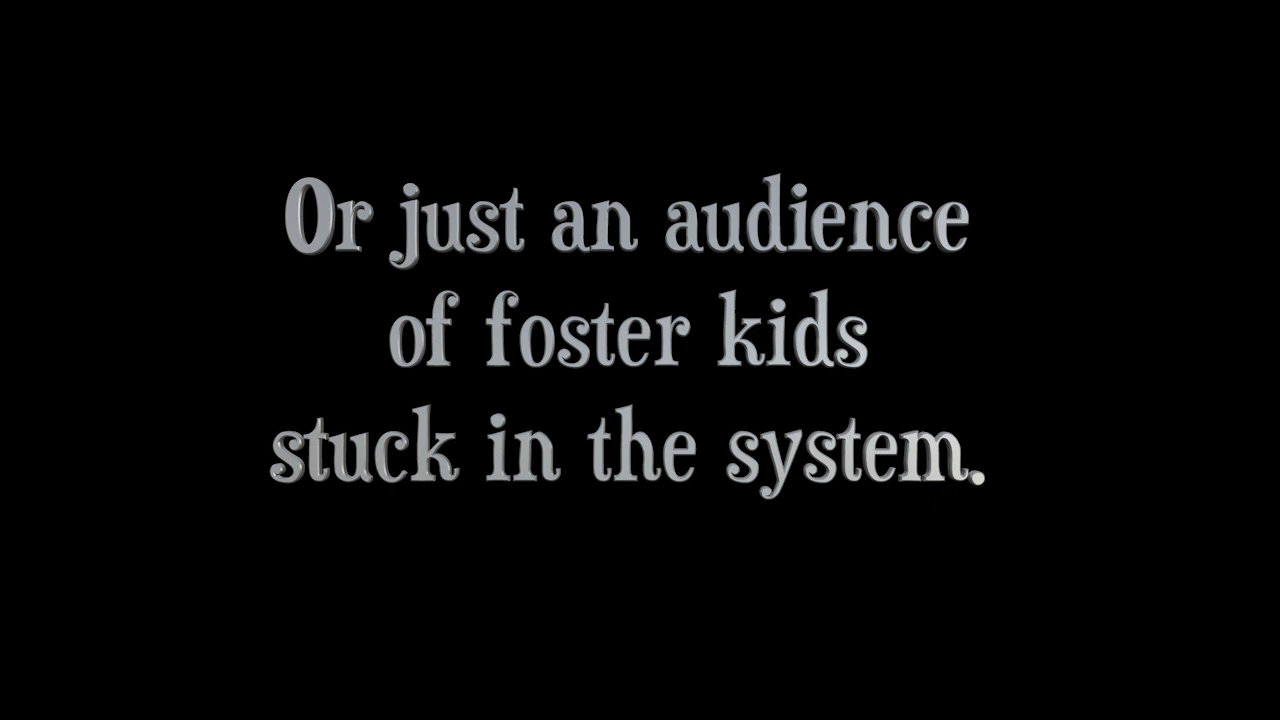 Or just an audience
of foster kids
stuck in the system.